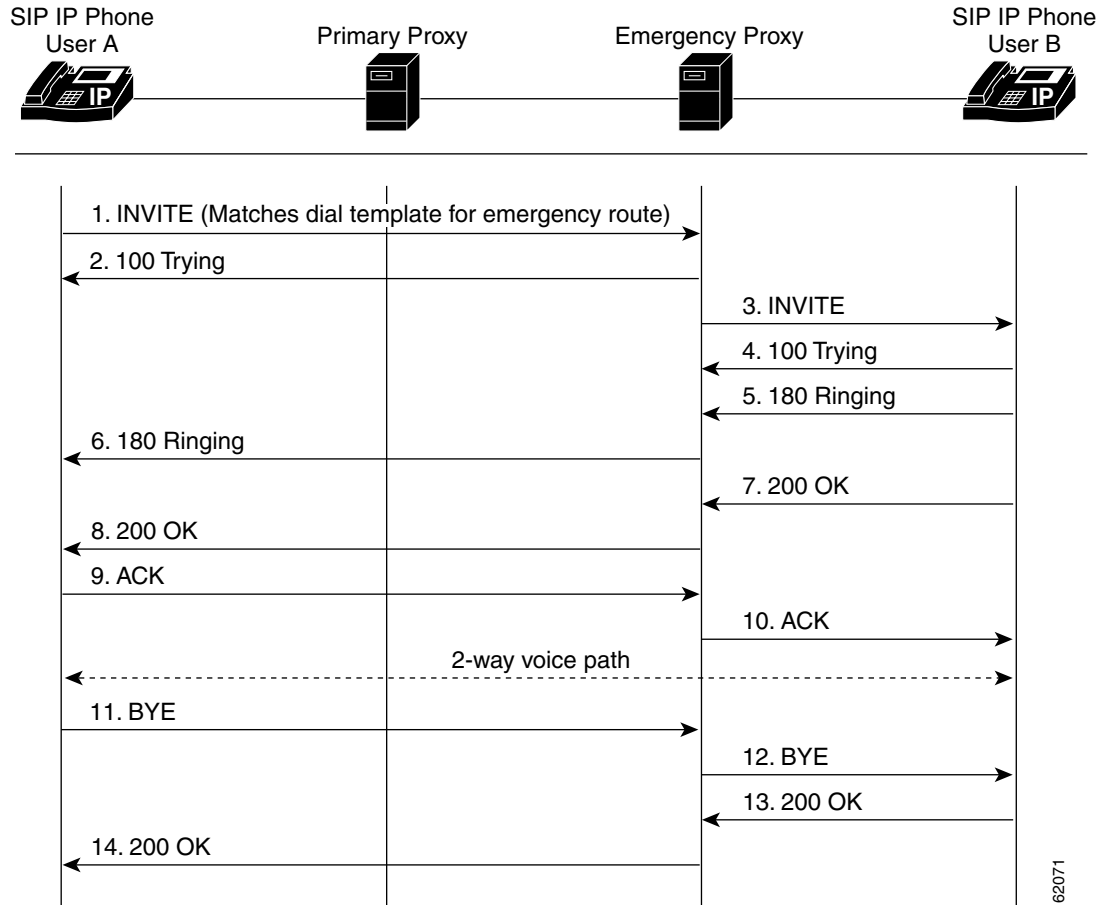 SIP IP Phone
User A
Primary Proxy
Emergency Proxy
SIP IP Phone
User B
IP
IP
1. INVITE (Matches dial template for emergency route)
2. 100 Trying
3. INVITE
4. 100 Trying
5. 180 Ringing
6. 180 Ringing
7. 200 OK
8. 200 OK
9. ACK
10. ACK
2-way voice path
11. BYE
12. BYE
13. 200 OK
14. 200 OK
62071